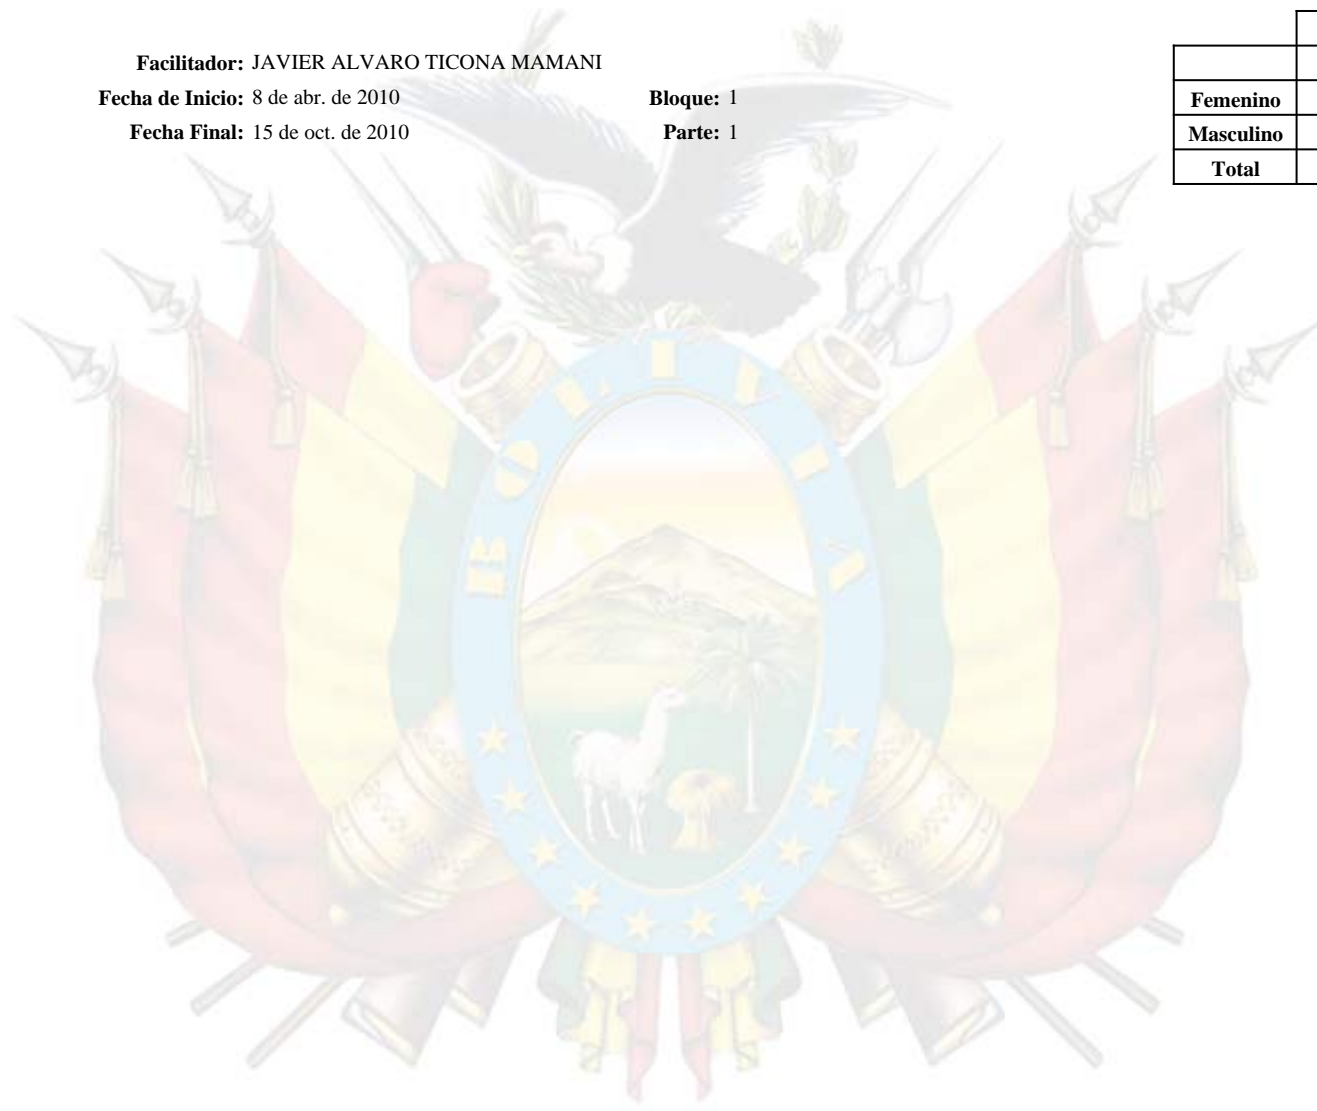 Facilitador: JAVIER ALVARO TICONA MAMANI
Fecha de Inicio: 8 de abr. de 2010 Bloque: 1
Fecha Final: 15 de oct. de 2010 Parte: 1
Femenino
Masculino
Total
BOLIVIA